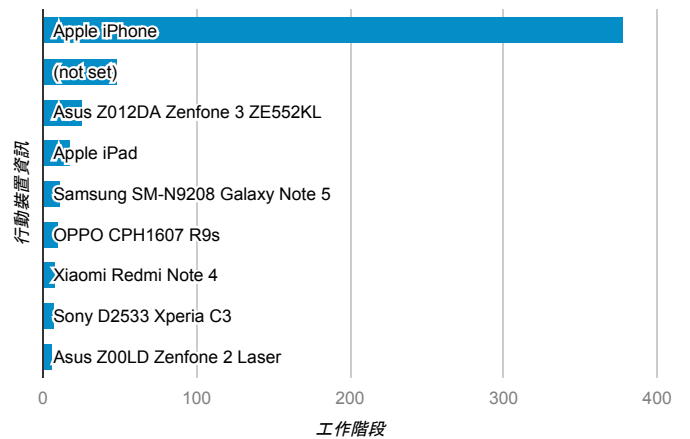 Apple iPhone
(not set)
Asus Z012DA Zenfone 3 ZE552KL
Apple iPad
Samsung SM-N9208 Galaxy Note 5
OPPO CPH1607 R9s
Xiaomi Redmi Note 4
Sony D2533 Xperia C3
Asus Z00LD Zenfone 2 Laser
行動裝置資訊
0 100 200 300 400
工作階段